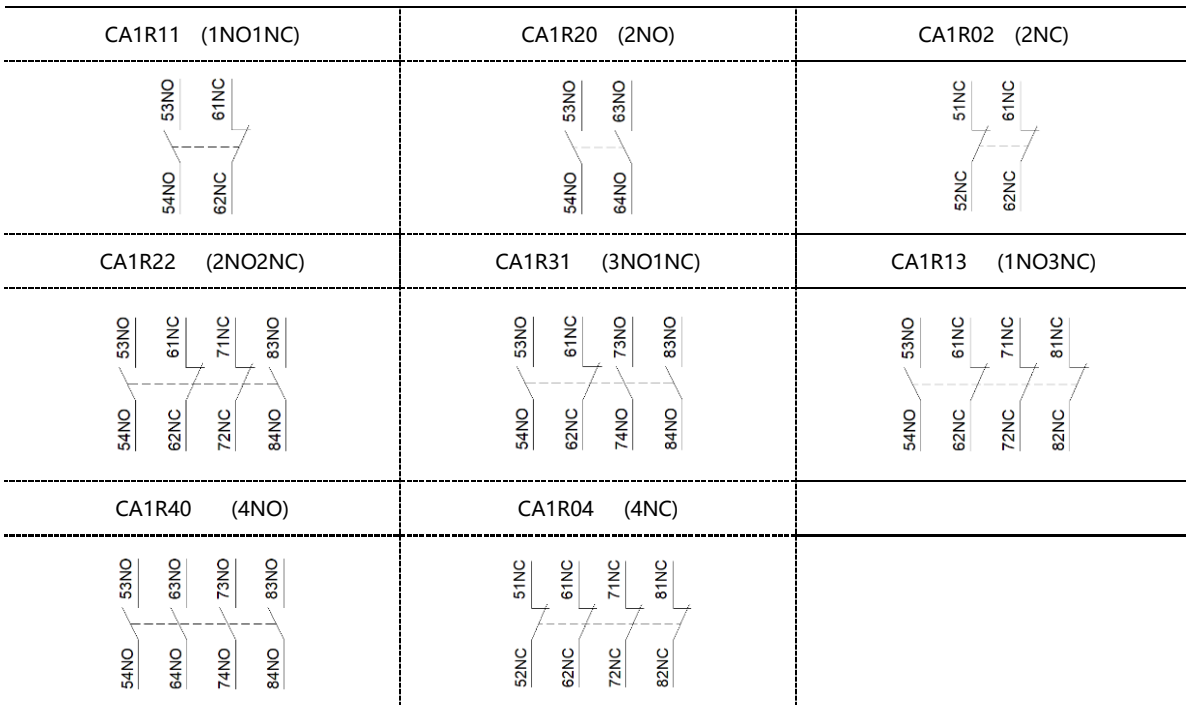 CA1R11 (1NO1NC)
CA1R20 (2NO)
CA1R02 (2NC)
53NO 61NC
54NO 62NC
53NO 63NO
54NO 64NO
51NC 61NC
52NC 62NC
CA1R22 (2NO2NC)
CA1R31 (3NO1NC)
CA1R13 (1NO3NC)
53NO 61NC 71NC 83NO
54NO 62NC 72NC 84NO
53NO 61NC 73NO 83NO
54NO 62NC 74NO 84NO
53NO 61NC 71NC 81NC
54NO 62NC 72NC 82NC
CA1R40 (4NO)
CA1R04 (4NC)
53NO 63NO 73NO 83NO
54NO 64NO 74NO 84NO
51NC 61NC 71NC 81NC
52NC 62NC 72NC 82NC